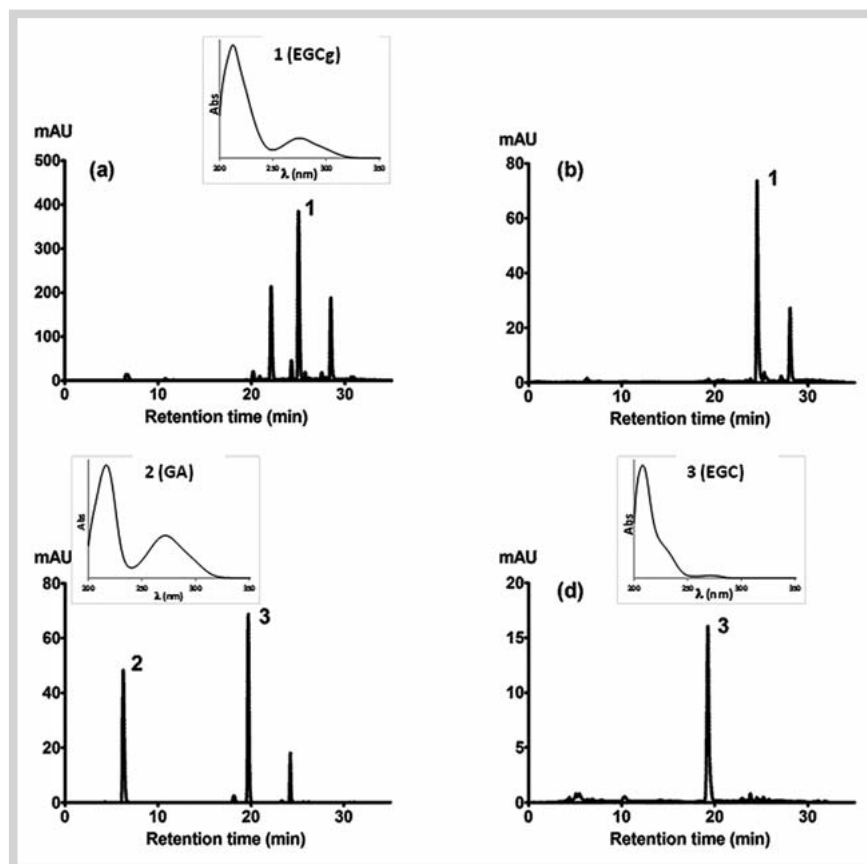 1 (EGCg)
Abs
200 250 300 350
λ (nm)
mAU
500
400
300
200
100
0
(a)
1
0 10 20 30
Retention time (min)
mAU
80
60
40
20
0
(b)
1
0 10 20 30
Retention time (min)
2 (GA)
Abs
200 250 300 350
λ (nm)
mAU
80
60
40
20
0
2
3
0 10 20 30
Retention time (min)
3 (EGC)
Abs
200 250 300 350
λ (nm)
mAU
20
15
10
5
0
(d)
3
0 10 20 30
Retention time (min)